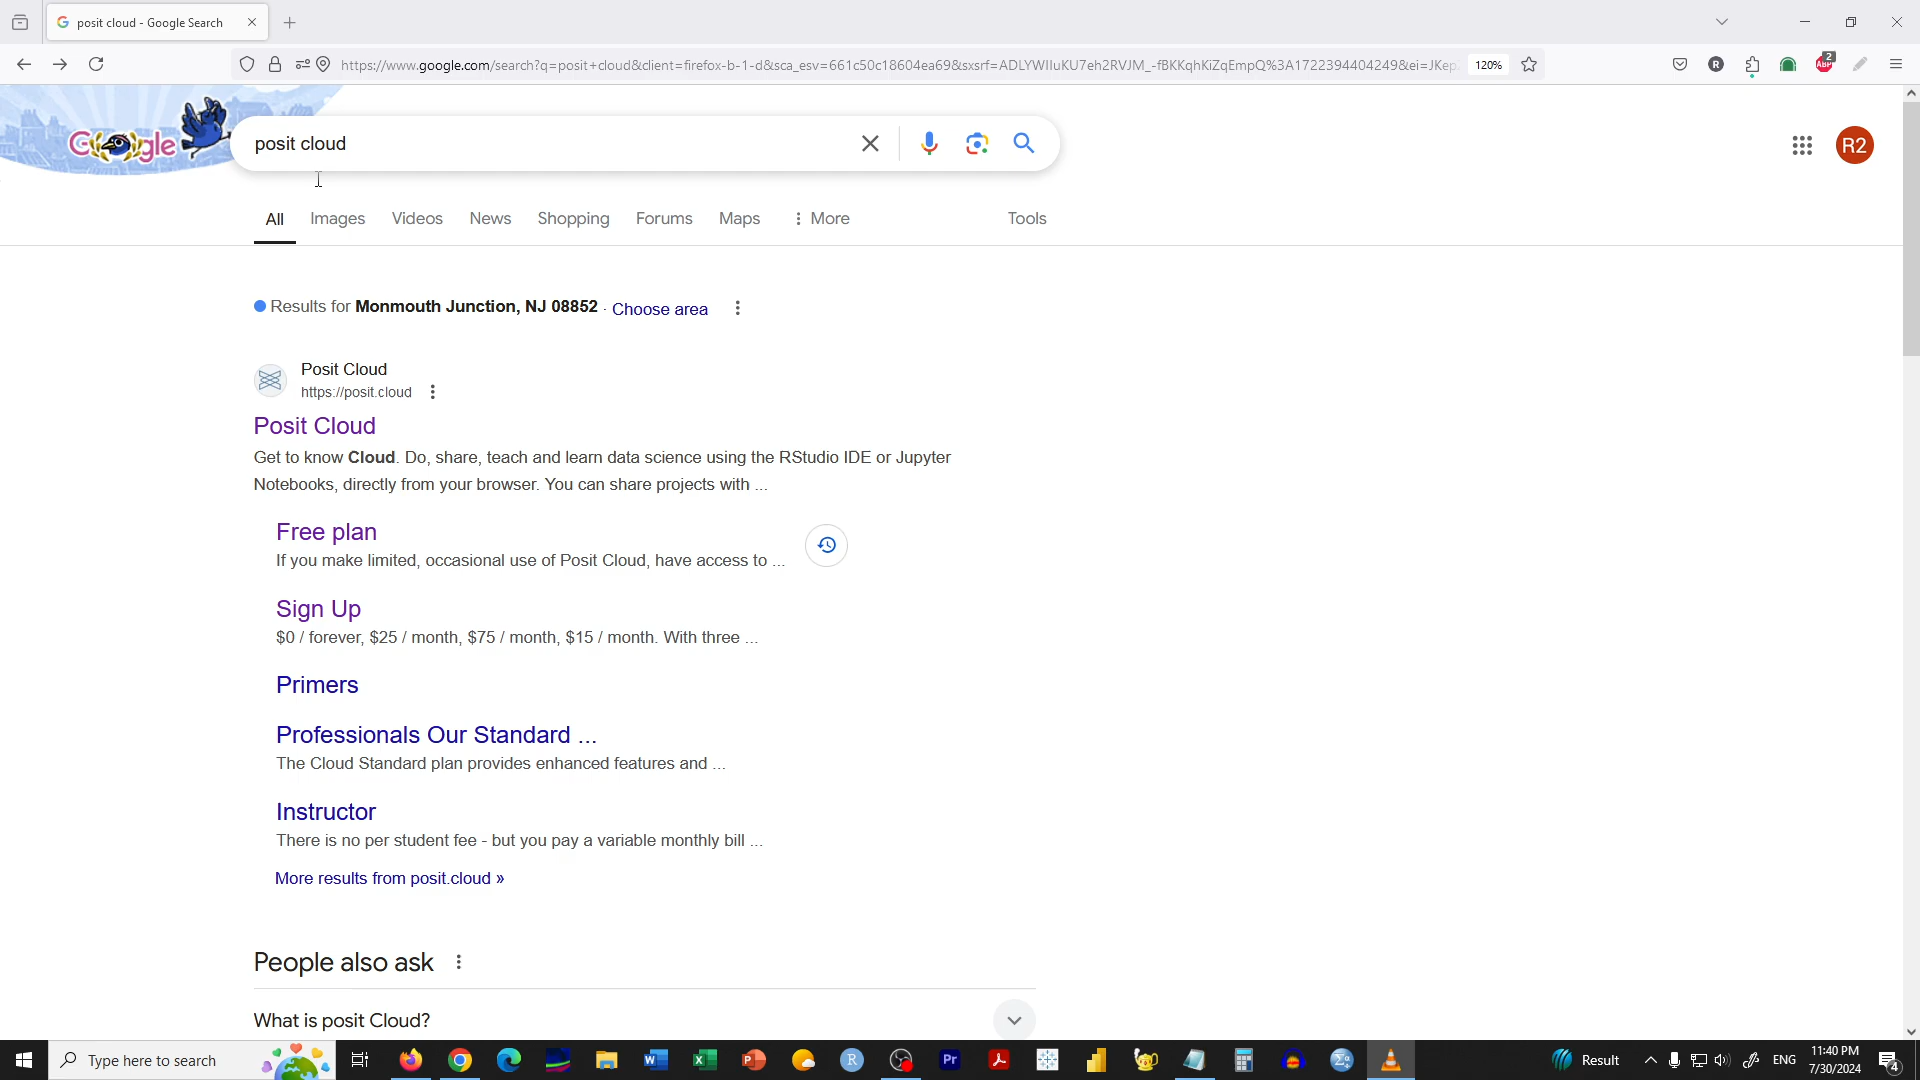 posit cloud - Google Search
https://www.google.com/search?q=posit+cloud&client=firefox-b-1-d&sca_esv=661c50c18604ea69&sxsrf=ADLYWIIuKU7eh2RVJM_-fBKKqhKiZqEmpQ%3A1722394404249&ei=JKep
120%
R
ABP
2
Google
posit cloud
R2
All
Images
Videos
News
Shopping
Forums
Maps
More
Tools
Results for Monmouth Junction, NJ 08852 · Choose area
Posit Cloud
https://posit.cloud
Posit Cloud
Get to know Cloud. Do, share, teach and learn data science using the RStudio IDE or Jupyter
Notebooks, directly from your browser. You can share projects with ...
Free plan
If you make limited, occasional use of Posit Cloud, have access to ...
Sign Up
$0 / forever, $25 / month, $75 / month, $15 / month. With three ...
Primers
Professionals Our Standard ...
The Cloud Standard plan provides enhanced features and ...
Instructor
There is no per student fee - but you pay a variable monthly bill ...
More results from posit.cloud »
People also ask
What is posit Cloud?
Type here to search
Result
ENG
11:40 PM
7/30/2024
4